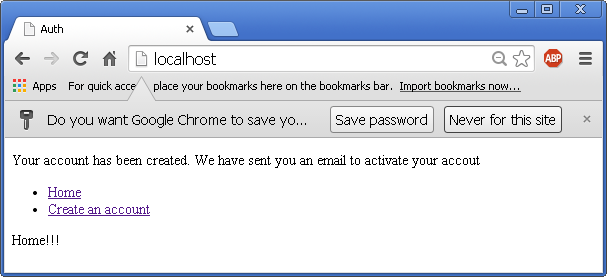 Auth
localhost
ABP
Apps For quick acce place your bookmarks here on the bookmarks bar. Import bookmarks now...
Do you want Google Chrome to save yo... Save password Never for this site
Your account has been created. We have sent you an email to activate your accout
Home
Create an account
Home!!!